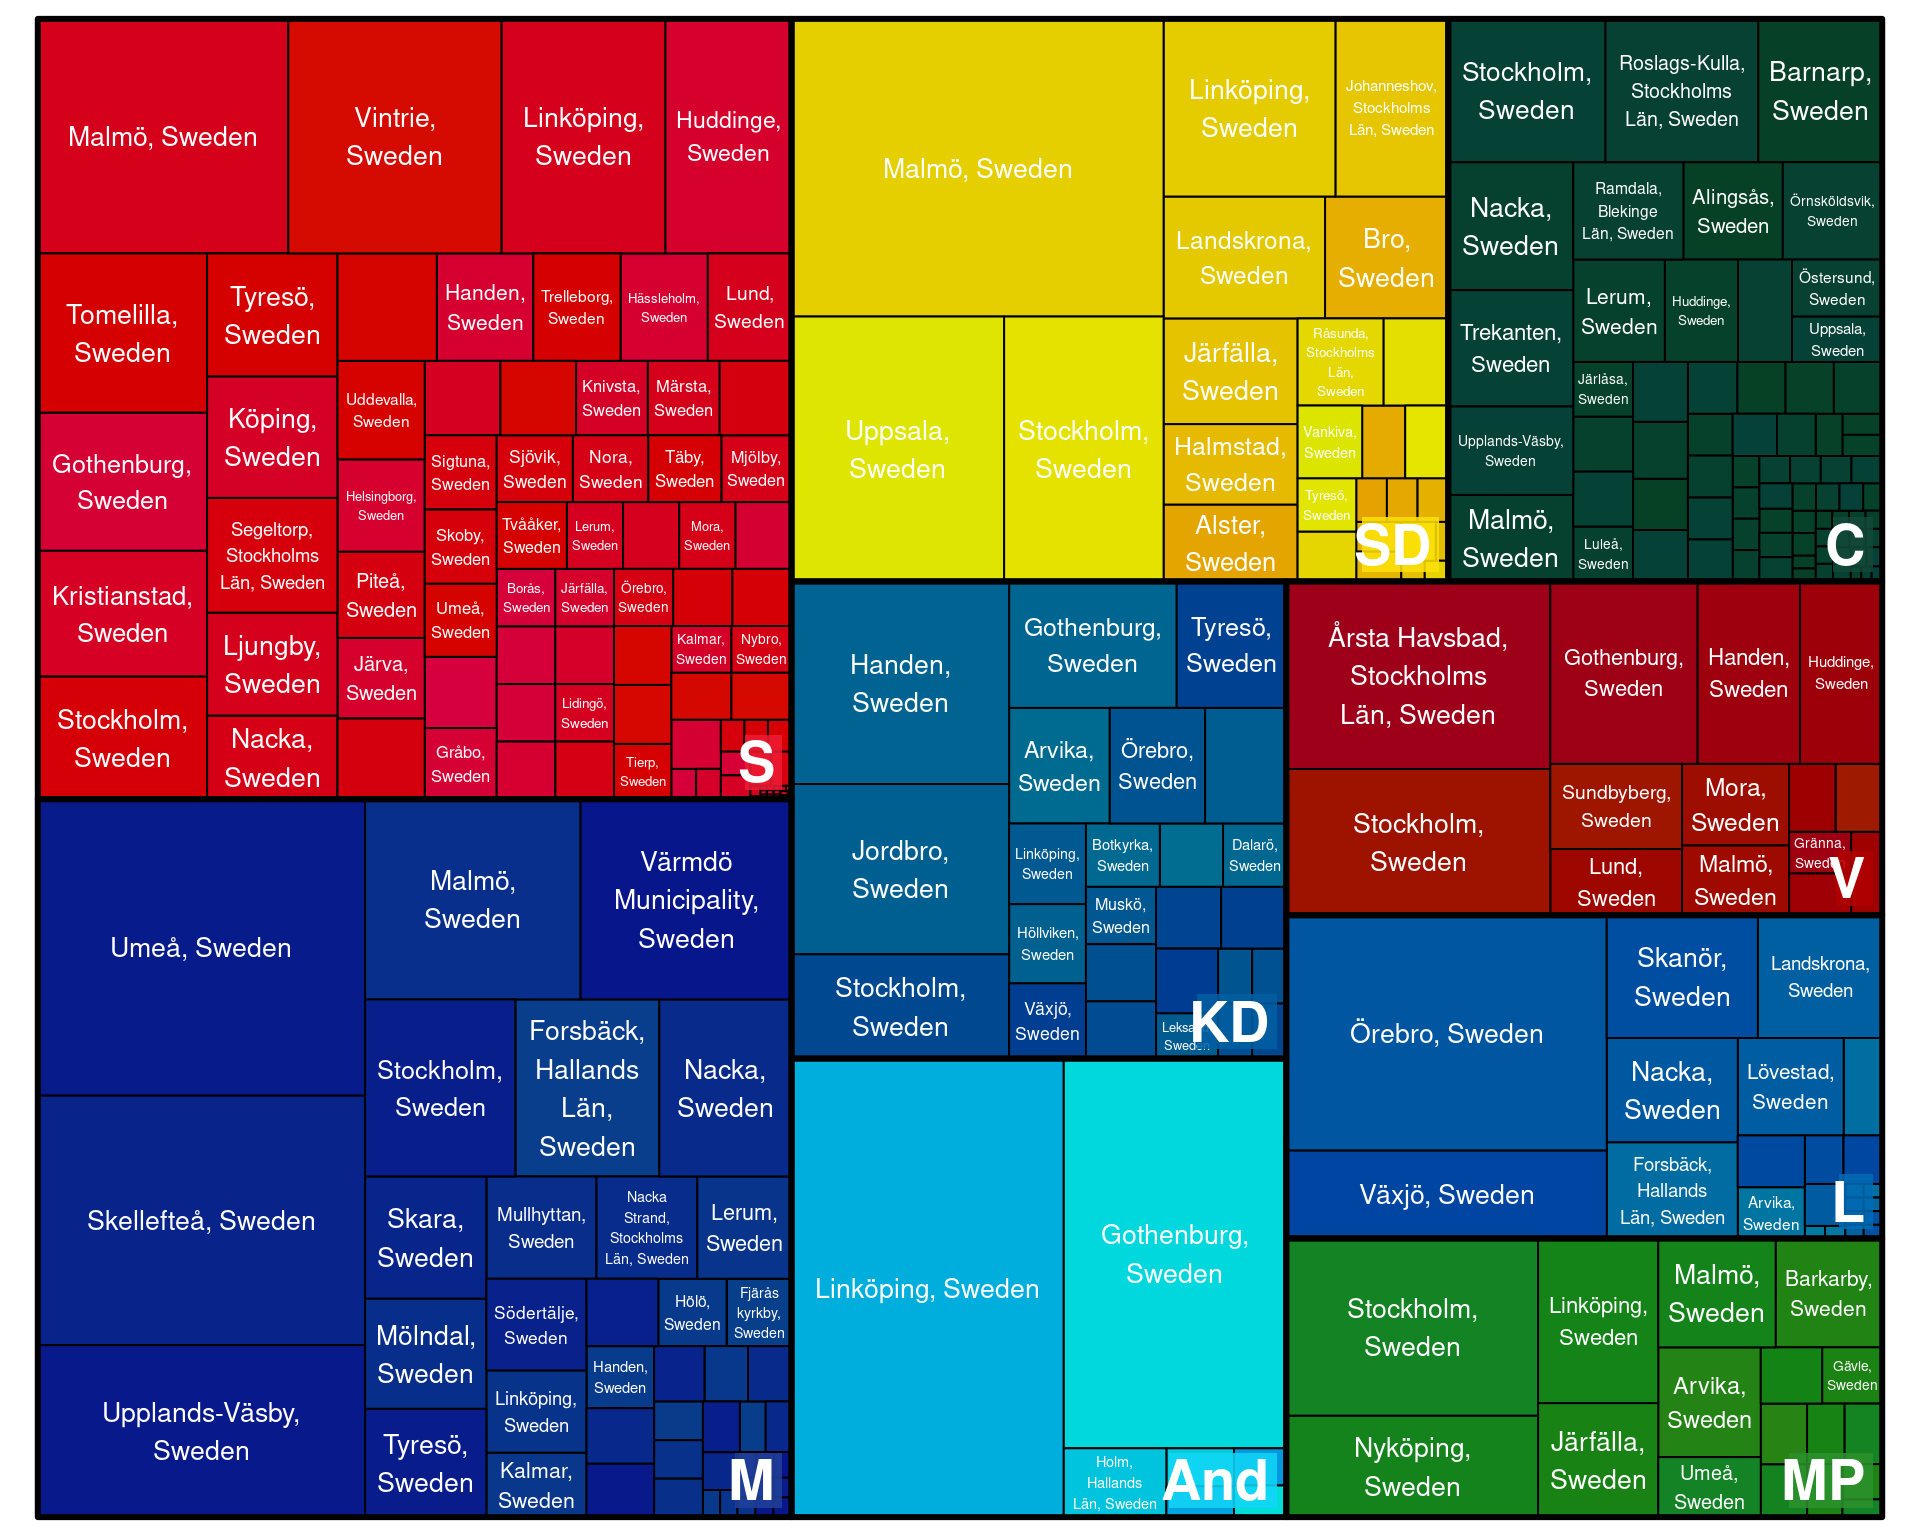 Malmö, Sweden
Vintrie,
Sweden
Linköping,
Sweden
Huddinge,
Sweden
Tomelilla,
Sweden
Gothenburg,
Sweden
Kristianstad,
Sweden
Stockholm,
Sweden
Tyresö,
Sweden
Köping,
Sweden
Segeltorp,
Stockholms
Län, Sweden
Ljungby,
Sweden
Nacka,
Sweden
Handen,
Sweden
Trelleborg,
Sweden
Hässleholm,
Sweden
Lund,
Sweden
Uddevalla,
Sweden
Helsingborg,
Sweden
Piteå,
Sweden
Järva,
Sweden
Knivsta,
Sweden
Märsta,
Sweden
Sigtuna,
Sweden
Skoby,
Sweden
Umeå,
Sweden
Gråbo,
Sweden
Sjövik,
Sweden
Nora,
Sweden
Täby,
Sweden
Mjölby,
Sweden
Tvååker,
Sweden
Lerum,
Sweden
Mora,
Sweden
Borås,
Sweden
Järfälla,
Sweden
Örebro,
Sweden
Kalmar,
Sweden
Nybro,
Sweden
Lidingö,
Sweden
Tierp,
Sweden
S
Malmö, Sweden
Uppsala,
Sweden
Stockholm,
Sweden
Linköping,
Sweden
Johanneshov,
Stockholms
Län, Sweden
Landskrona,
Sweden
Bro,
Sweden
Järfälla,
Sweden
Halmstad,
Sweden
Alster,
Sweden
Råsunda,
Stockholms
Län,
Sweden
Vankiva,
Sweden
Tyresö,
Sweden
SD
Stockholm,
Sweden
Roslags-Kulla,
Stockholms
Län, Sweden
Barnarp,
Sweden
Nacka,
Sweden
Trekanten,
Sweden
Upplands-Väsby,
Sweden
Malmö,
Sweden
Ramdala,
Blekinge
Län, Sweden
Alingsås,
Sweden
Örnsköldsvik,
Sweden
Lerum,
Sweden
Huddinge,
Sweden
Östersund,
Sweden
Uppsala,
Sweden
Järlåsa,
Sweden
Luleå,
Sweden
C
Umeå, Sweden
Skellefteå, Sweden
Upplands-Väsby,
Sweden
Malmö,
Sweden
Värmdö
Municipality,
Sweden
Stockholm,
Sweden
Forsbäck,
Hallands
Län,
Sweden
Nacka,
Sweden
Skara,
Sweden
Mölndal,
Sweden
Tyresö,
Sweden
Mullhyttan,
Sweden
Nacka
Strand,
Stockholms
Län, Sweden
Lerum,
Sweden
Södertälje,
Sweden
Linköping,
Sweden
Kalmar,
Sweden
Hölö,
Sweden
Fjärås
kyrkby,
Sweden
Handen,
Sweden
M
Handen,
Sweden
Jordbro,
Sweden
Stockholm,
Sweden
Gothenburg,
Sweden
Tyresö,
Sweden
Arvika,
Sweden
Örebro,
Sweden
Linköping,
Sweden
Höllviken,
Sweden
Växjö,
Sweden
Botkyrka,
Sweden
Dalarö,
Sweden
Muskö,
Sweden
Sweden
KD
Linköping, Sweden
Gothenburg,
Sweden
Holm,
Hallands
Län, Sweden
And
Årsta Havsbad,
Stockholms
Län, Sweden
Stockholm,
Sweden
Gothenburg,
Sweden
Handen,
Sweden
Huddinge,
Sweden
Sundbyberg,
Sweden
Lund,
Sweden
Mora,
Sweden
Malmö,
Sweden
Gränna,
V
Örebro, Sweden
Växjö, Sweden
Skanör,
Sweden
Landskrona,
Sweden
Nacka,
Sweden
Forsbäck,
Hallands
Län, Sweden
Lövestad,
Sweden
Arvika,
Sweden
L
Stockholm,
Sweden
Nyköping,
Sweden
Linköping,
Sweden
Järfälla,
Sweden
Malmö,
Sweden
Barkarby,
Sweden
Arvika,
Sweden
Umeå,
Sweden
Gävle,
Sweden
MP